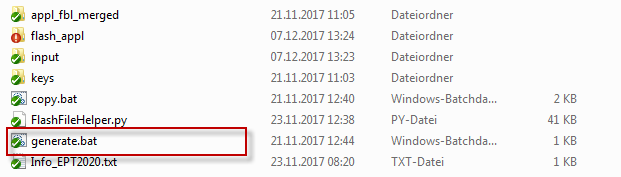 appl_fbl_merged 21.11.2017 11:05 Dateiordner
flash_appl 07.12.2017 13:24 Dateiordner
input 07.12.2017 13:23 Dateiordner
keys 21.11.2017 11:03 Dateiordner
copy.bat 21.11.2017 12:40 Windows-Batchda... 2 KB
FlashFileHelper.py 23.11.2017 12:38 PY-Datei 41 KB
generate.bat 21.11.2017 12:44 Windows-Batchda... 1 KB
Info_EPT2020.txt 23.11.2017 08:20 TXT-Datei 1 KB